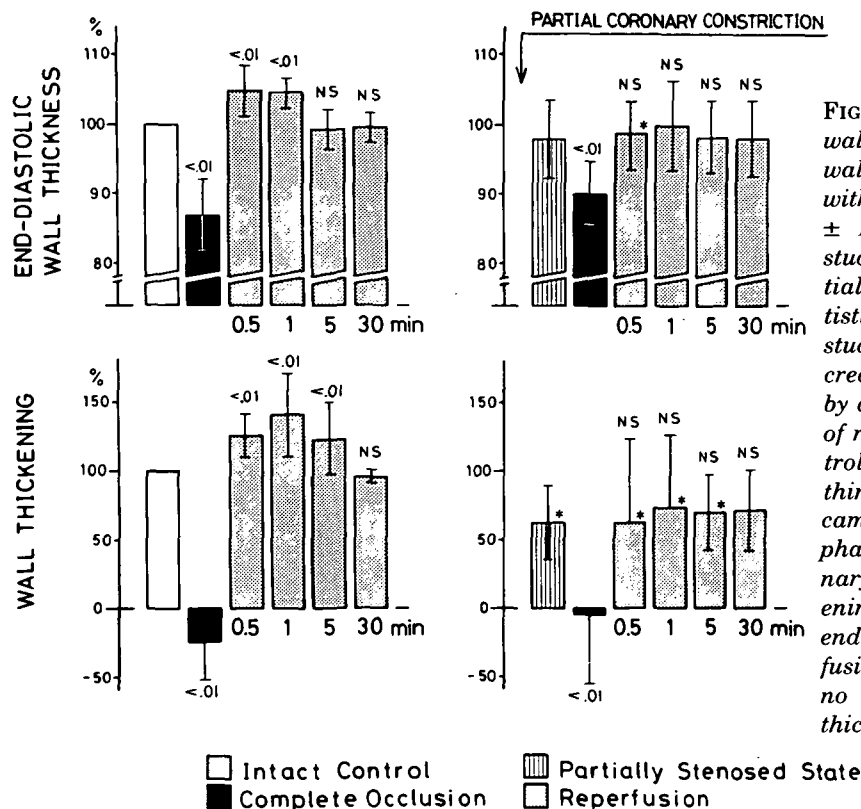 PARTIAL CORONARY CONSTRICTION
%
110
100
90
80
END-DIASTOLIC
WALL THICKNESS
<.01
<.01
<.01
NS
NS
0.5 1 5 30 min
110
100
90
80
<.01
NS
NS
NS
NS
*
0.5 1 5 30 min
%
150
100
50
0
-50
WALL THICKENING
<.01
<.01
<.01
<.01
NS
0.5 1 5 30 min
150
100
50
0
-50
*
<.01
NS
NS
NS
NS
*
*
*
0.5 1 5 30 min
Intact Control
Complete Occlusion
Partially Stenosed State
Reperfusion
FIG
wal
wal
with
±
stud
tial
tist
stud
cre
by
of
trol
thin
cam
pha
nary
enin
end
fusi
no
thic